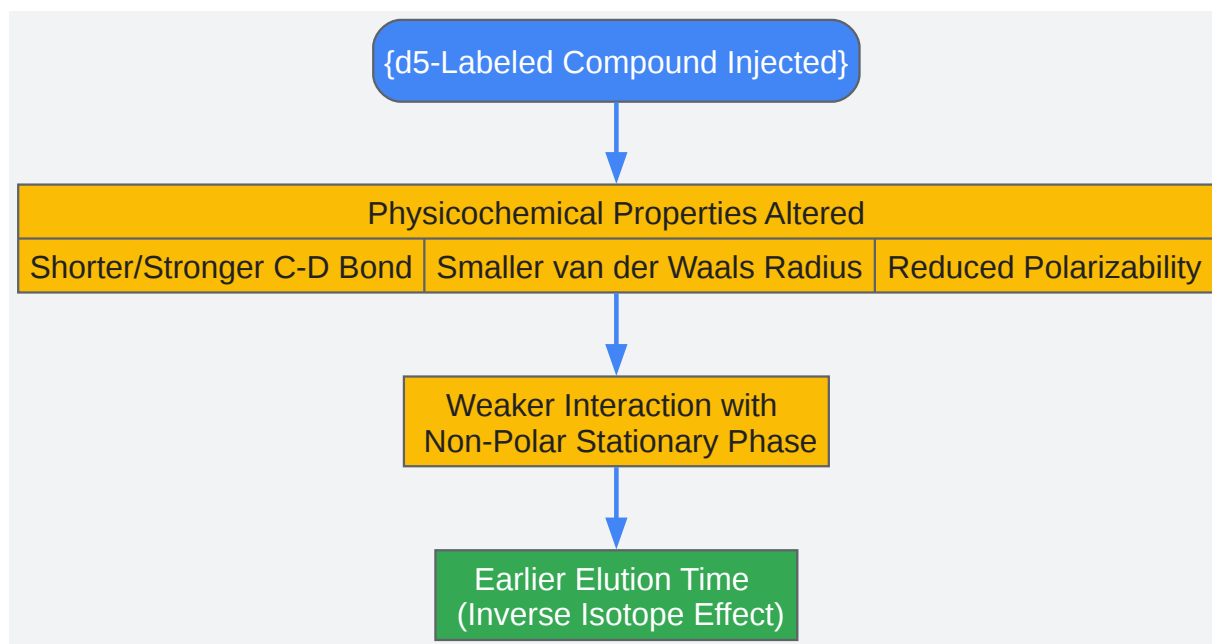 {d5-Labeled Compound Injected}
Physicochemical Properties Altered
Shorter/Stronger C-D Bond
Smaller van der Waals Radius
Reduced Polarizability
Weaker Interaction with
Non-Polar Stationary Phase
Earlier Elution Time
(Inverse Isotope Effect)